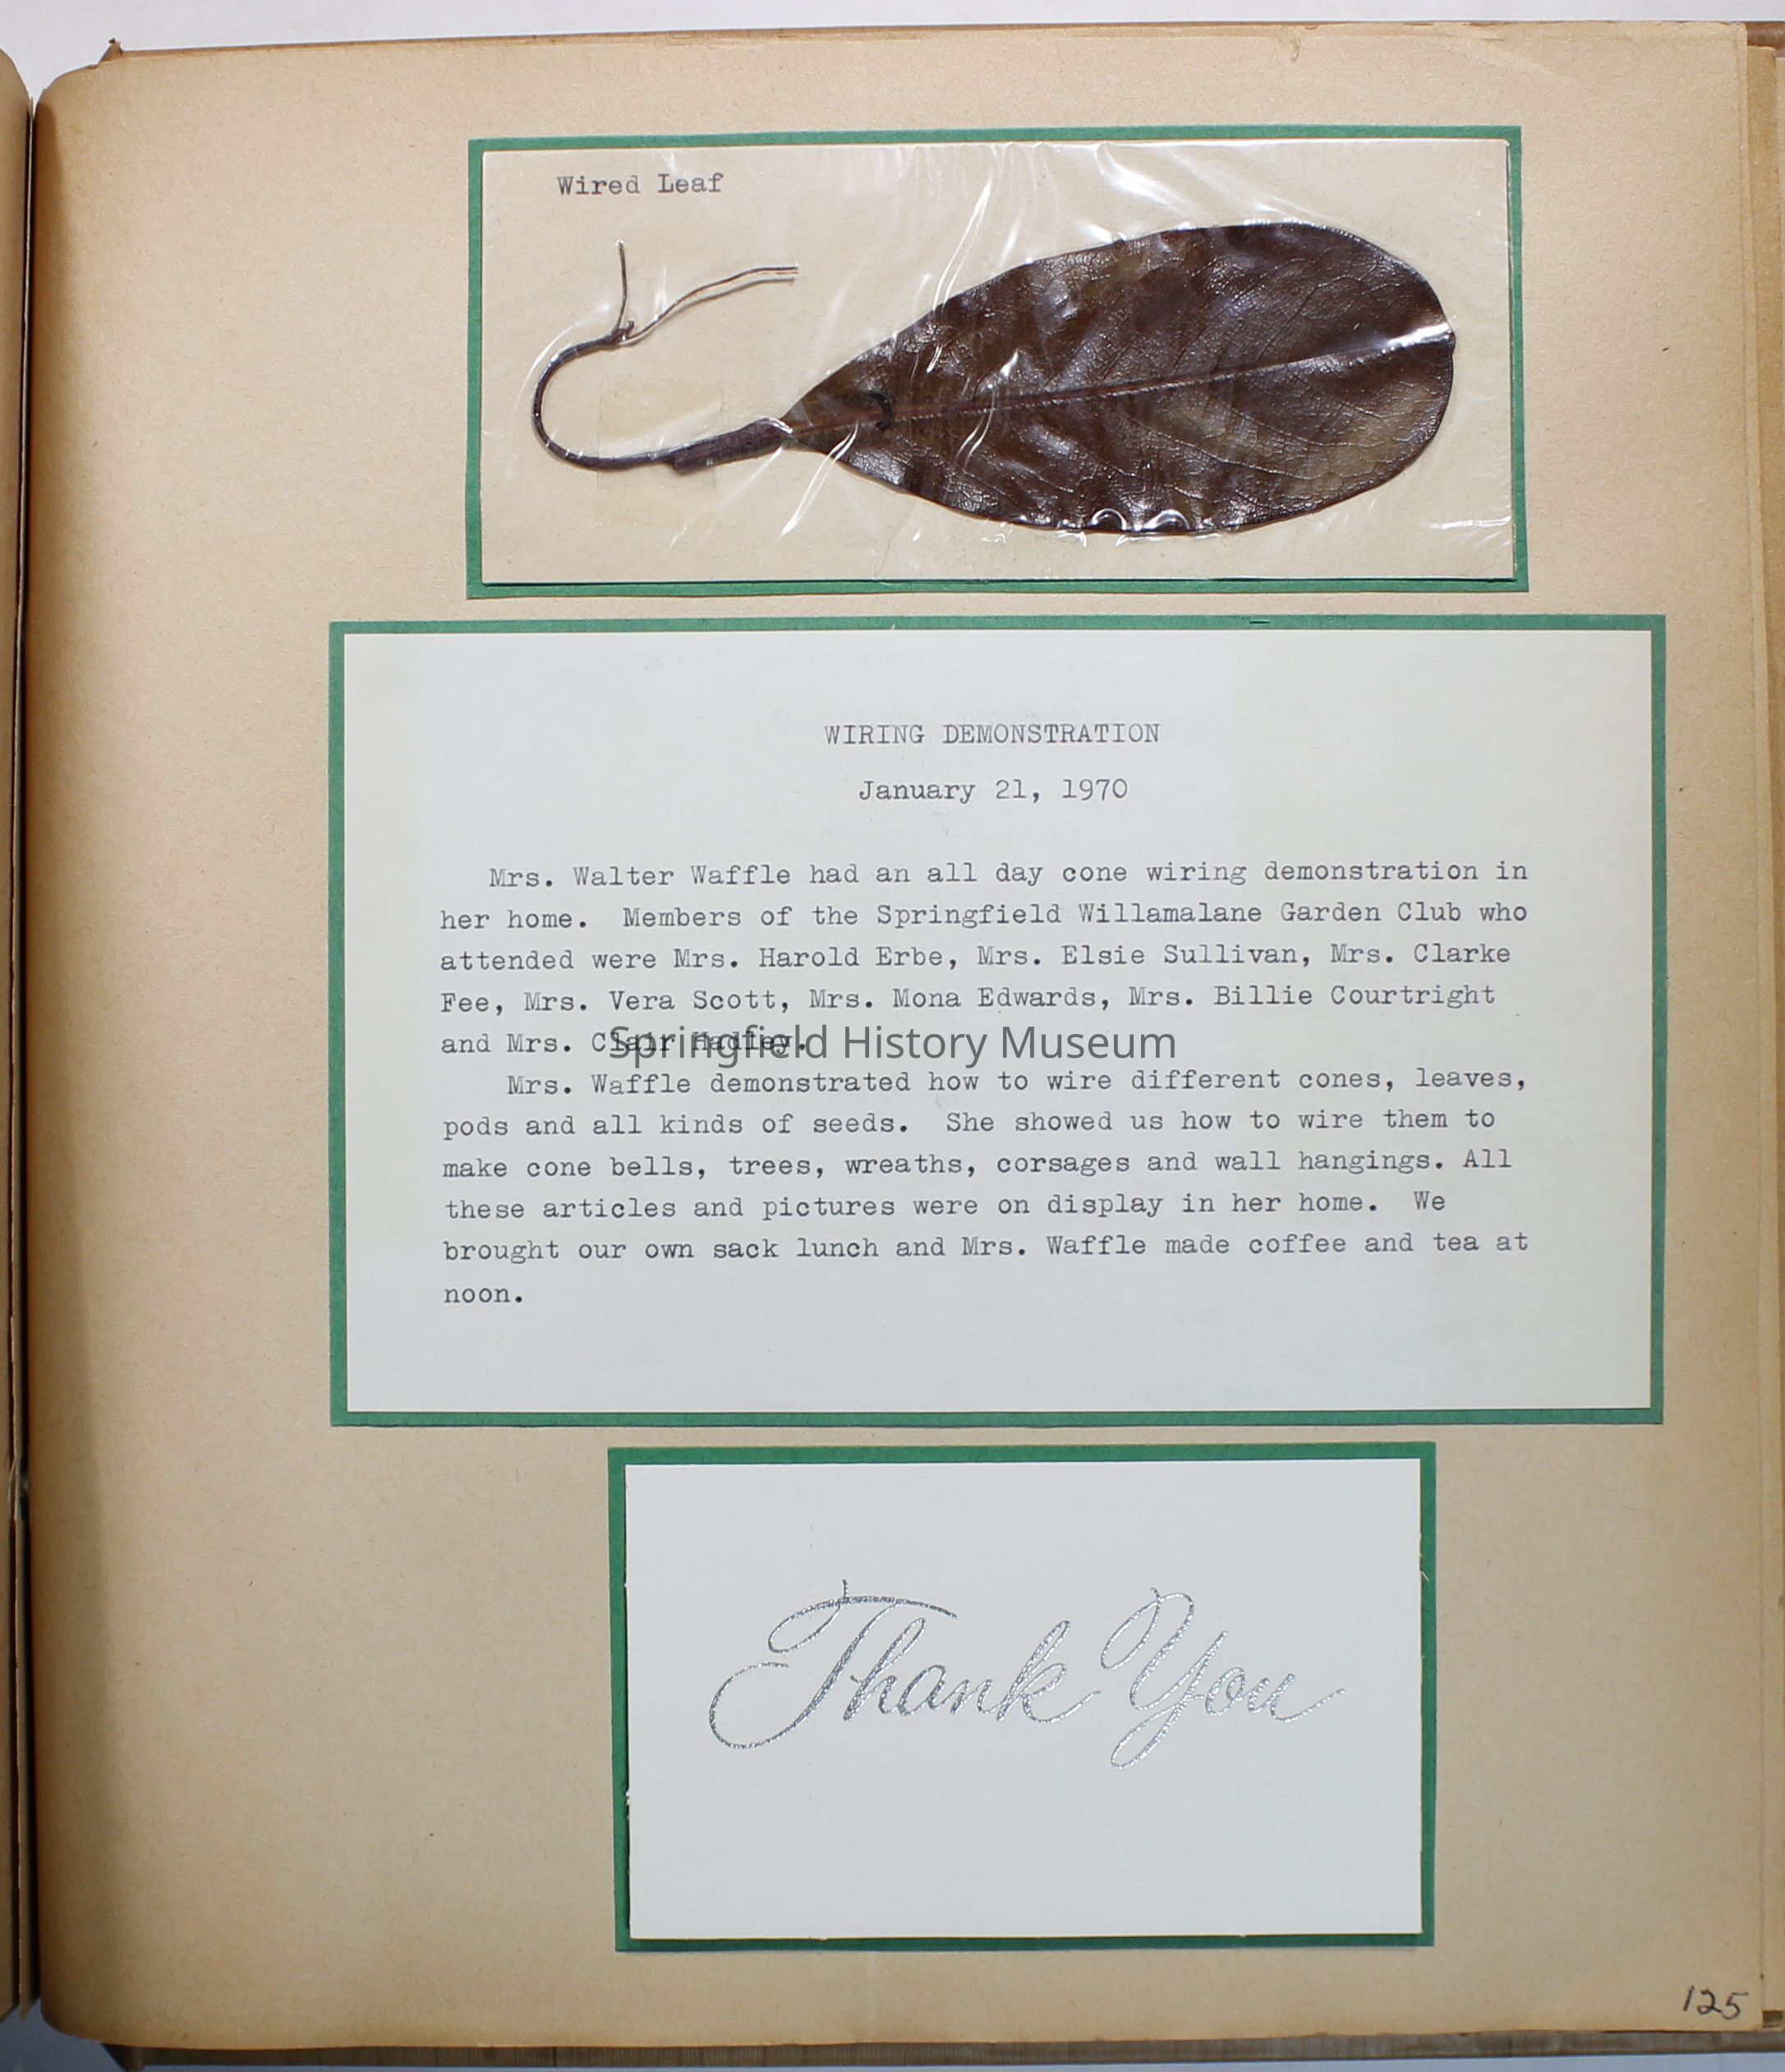 Wired Leaf
WIRING DEMONSTRATION
January 21, 1970
Mrs. Walter Waffle had an all day cone wiring demonstration in
her home. Members of the Springfield Willamalane Garden Club who
attended were Mrs. Harold Erbe, Mrs. Elsie Sullivan, Mrs. Clarke
Fee, Mrs. Vera Scott, Mrs. Mona Edwards, Mrs. Billie Courtright
and Mrs. Clair Hadley.
Springfield History Museum
Mrs. Waffle demonstrated how to wire different cones, leaves,
pods and all kinds of seeds. She showed us how to wire them to
make cone bells, trees, wreaths, corsages and wall hangings. All
these articles and pictures were on display in her home. We
brought our own sack lunch and Mrs. Waffle made coffee and tea at
noon.
Thank You
125